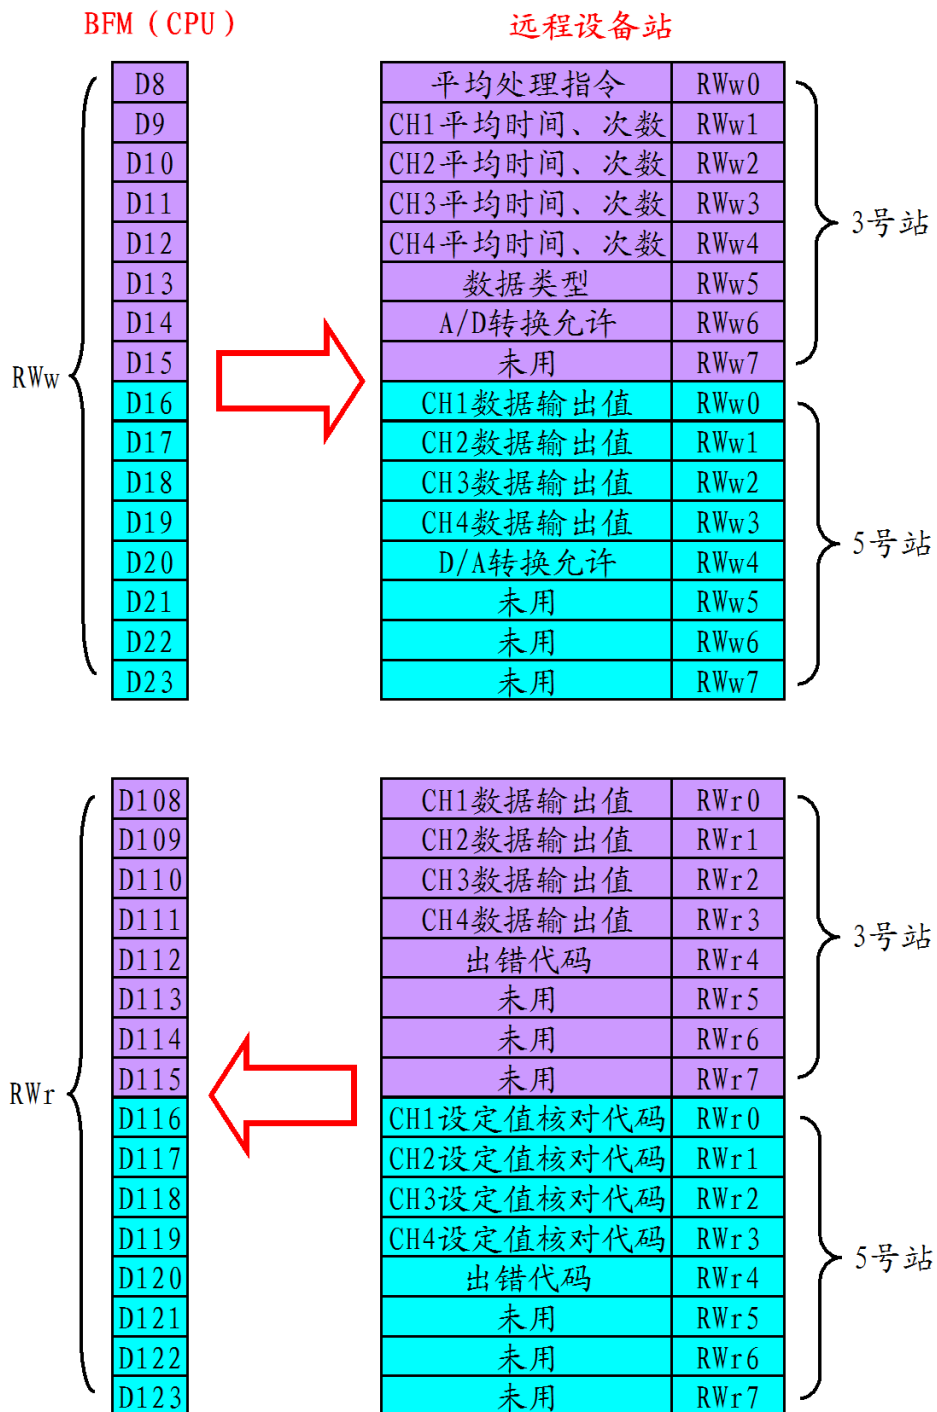 BFM（CPU） 远程设备站
D8 平均处理指令 RWw0
D9 CH1平均时间、次数 RWw1
D10 CH2平均时间、次数 RWw2
D11 CH3平均时间、次数 RWw3
3号站
D12 CH4平均时间、次数 RWw4
D13 数据类型 RWw5
D14 A/D转换允许 RWw6
D15 未用 RWw7
RWw
D16 CH1数据输出值 RWw0
D17 CH2数据输出值 RWw1
D18 CH3数据输出值 RWw2
D19 CH4数据输出值 RWw3
5号站
D20 D/A转换允许 RWw4
D21 未用 RWw5
D22 未用 RWw6
D23 未用 RWw7
D108 CH1数据输出值 RWr0
D109 CH2数据输出值 RWr1
D110 CH3数据输出值 RWr2
D111 CH4数据输出值 RWr3
3号站
D112 出错代码 RWr4
D113 未用 RWr5
D114 未用 RWr6
D115 未用 RWr7
RWr
D116 CH1设定值核对代码 RWr0
D117 CH2设定值核对代码 RWr1
D118 CH3设定值核对代码 RWr2
D119 CH4设定值核对代码 RWr3
5号站
D120 出错代码 RWr4
D121 未用 RWr5
D122 未用 RWr6
D123 未用 RWr7